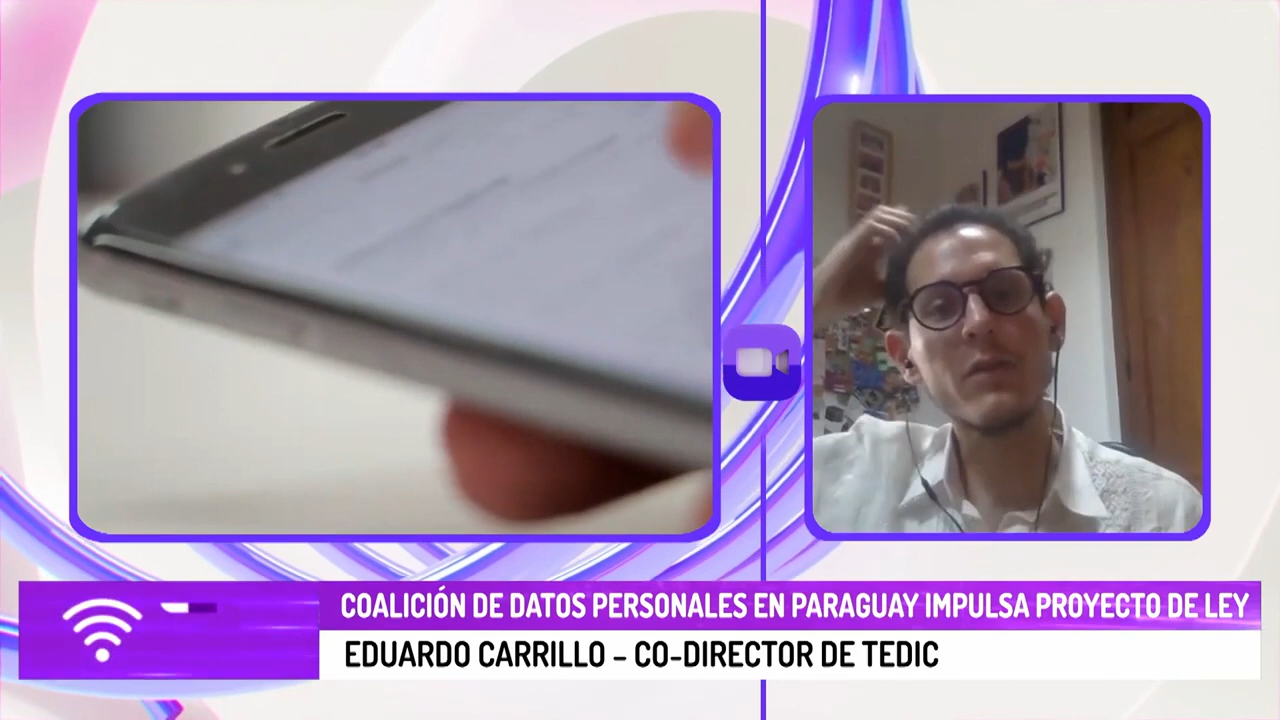 COALICIÓN DE DATOS PERSONALES EN PARAGUAY IMPULSA PROYECTO DE LEY
EDUARDO CARRILLO – CO-DIRECTOR DE TEDIC